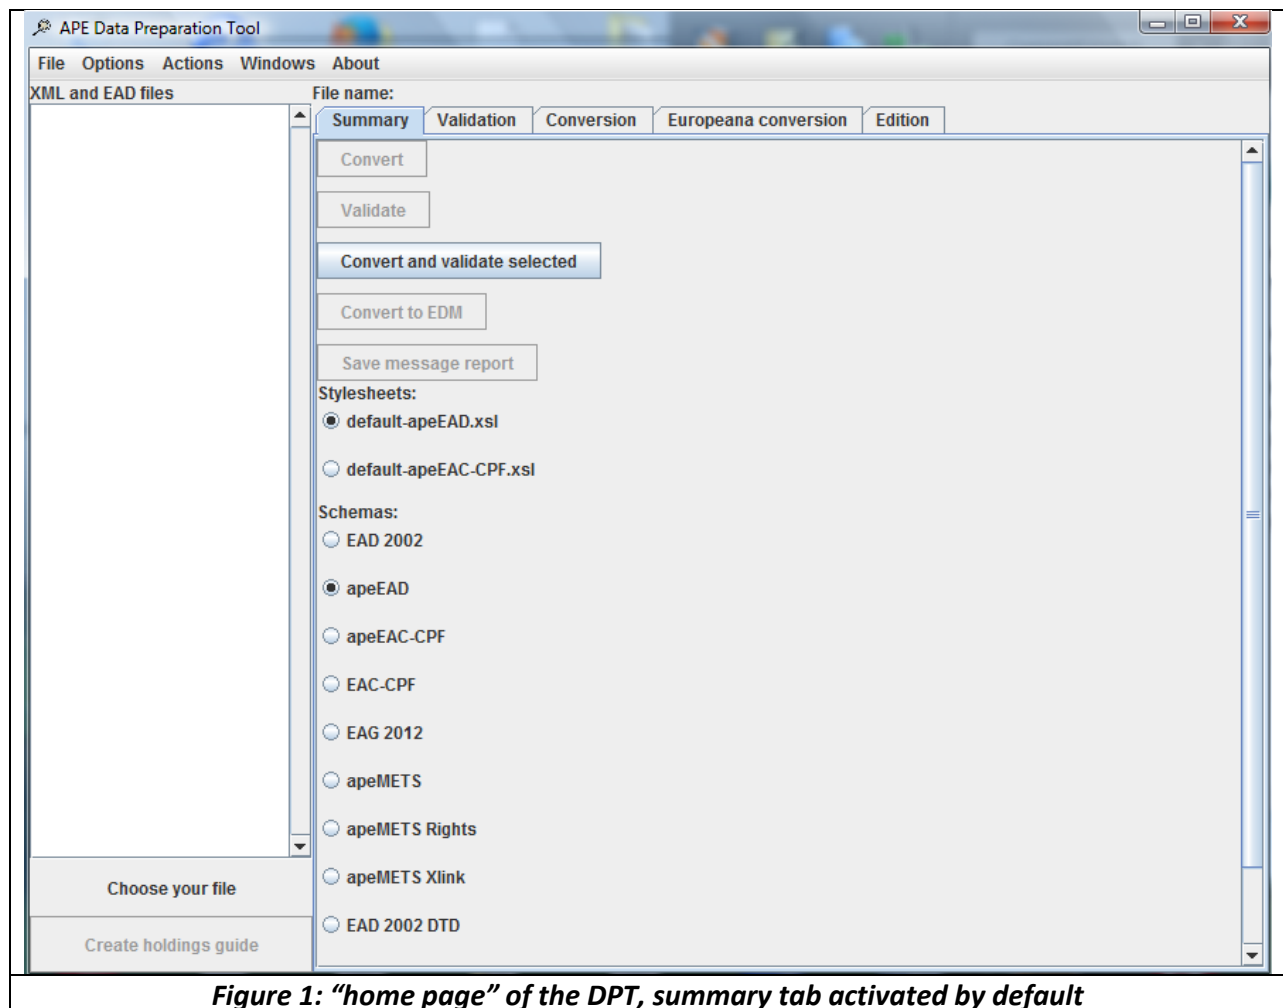 APE Data Preparation Tool
File Options Actions Windows About
XML and EAD files
File name:
Summary Validation Conversion Europeana conversion Edition
Convert
Validate
Convert and validate selected
Convert to EDM
Save message report
Stylesheets:
default-apeEAD.xsl
default-apeEAC-CPF.xsl
Schemas:
EAD 2002
apeEAD
apeEAC-CPF
EAC-CPF
EAG 2012
apeMETS
apeMETS Rights
apeMETS Xlink
EAD 2002 DTD
Choose your file
Create holdings guide
Figure 1: “home page” of the DPT, summary tab activated by default